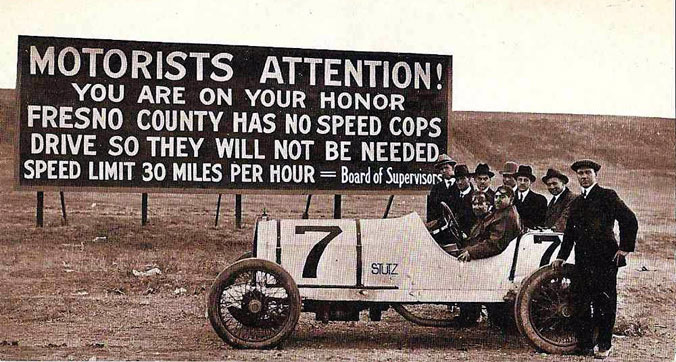 MOTORISTS ATTENTION!
YOU ARE ON YOUR HONOR
FRESNO COUNTY HAS NO SPEED COPS
DRIVE SO THEY WILL NOT BE NEEDED
SPEED LIMIT 30 MILES PER HOUR = Board of Supervisors
7
7
STUTZ